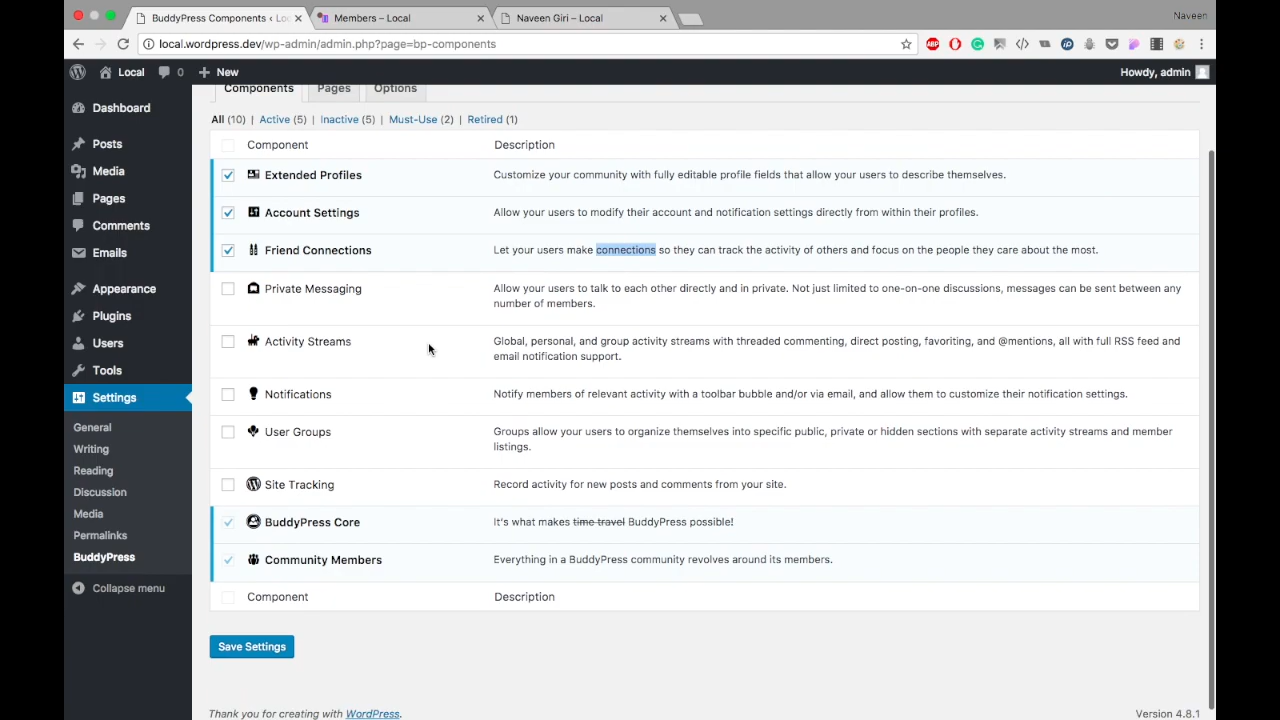 BuddyPress Components ‹ Loc
Members – Local
Naveen Giri – Local
Naveen
local.wordpress.dev/wp-admin/admin.php?page=bp-components
Local
0
New
Howdy, admin
Dashboard
Posts
Media
Pages
Comments
Emails
Appearance
Plugins
Users
Tools
Settings
General
Writing
Reading
Discussion
Media
Permalinks
BuddyPress
Collapse menu
Components Pages Options
All (10) | Active (5) | Inactive (5) | Must-Use (2) | Retired (1)
Component Description
Extended Profiles Customize your community with fully editable profile fields that allow your users to describe themselves.
Account Settings Allow your users to modify their account and notification settings directly from within their profiles.
Friend Connections Let your users make connections so they can track the activity of others and focus on the people they care about the most.
Private Messaging Allow your users to talk to each other directly and in private. Not just limited to one-on-one discussions, messages can be sent between any
number of members.
Activity Streams Global, personal, and group activity streams with threaded commenting, direct posting, favoriting, and @mentions, all with full RSS feed and
email notification support.
Notifications Notify members of relevant activity with a toolbar bubble and/or via email, and allow them to customize their notification settings.
User Groups Groups allow your users to organize themselves into specific public, private or hidden sections with separate activity streams and member
listings.
Site Tracking Record activity for new posts and comments from your site.
BuddyPress Core It's what makes time travel BuddyPress possible!
Community Members Everything in a BuddyPress community revolves around its members.
Component Description
Save Settings
Thank you for creating with WordPress.
Version 4.8.1